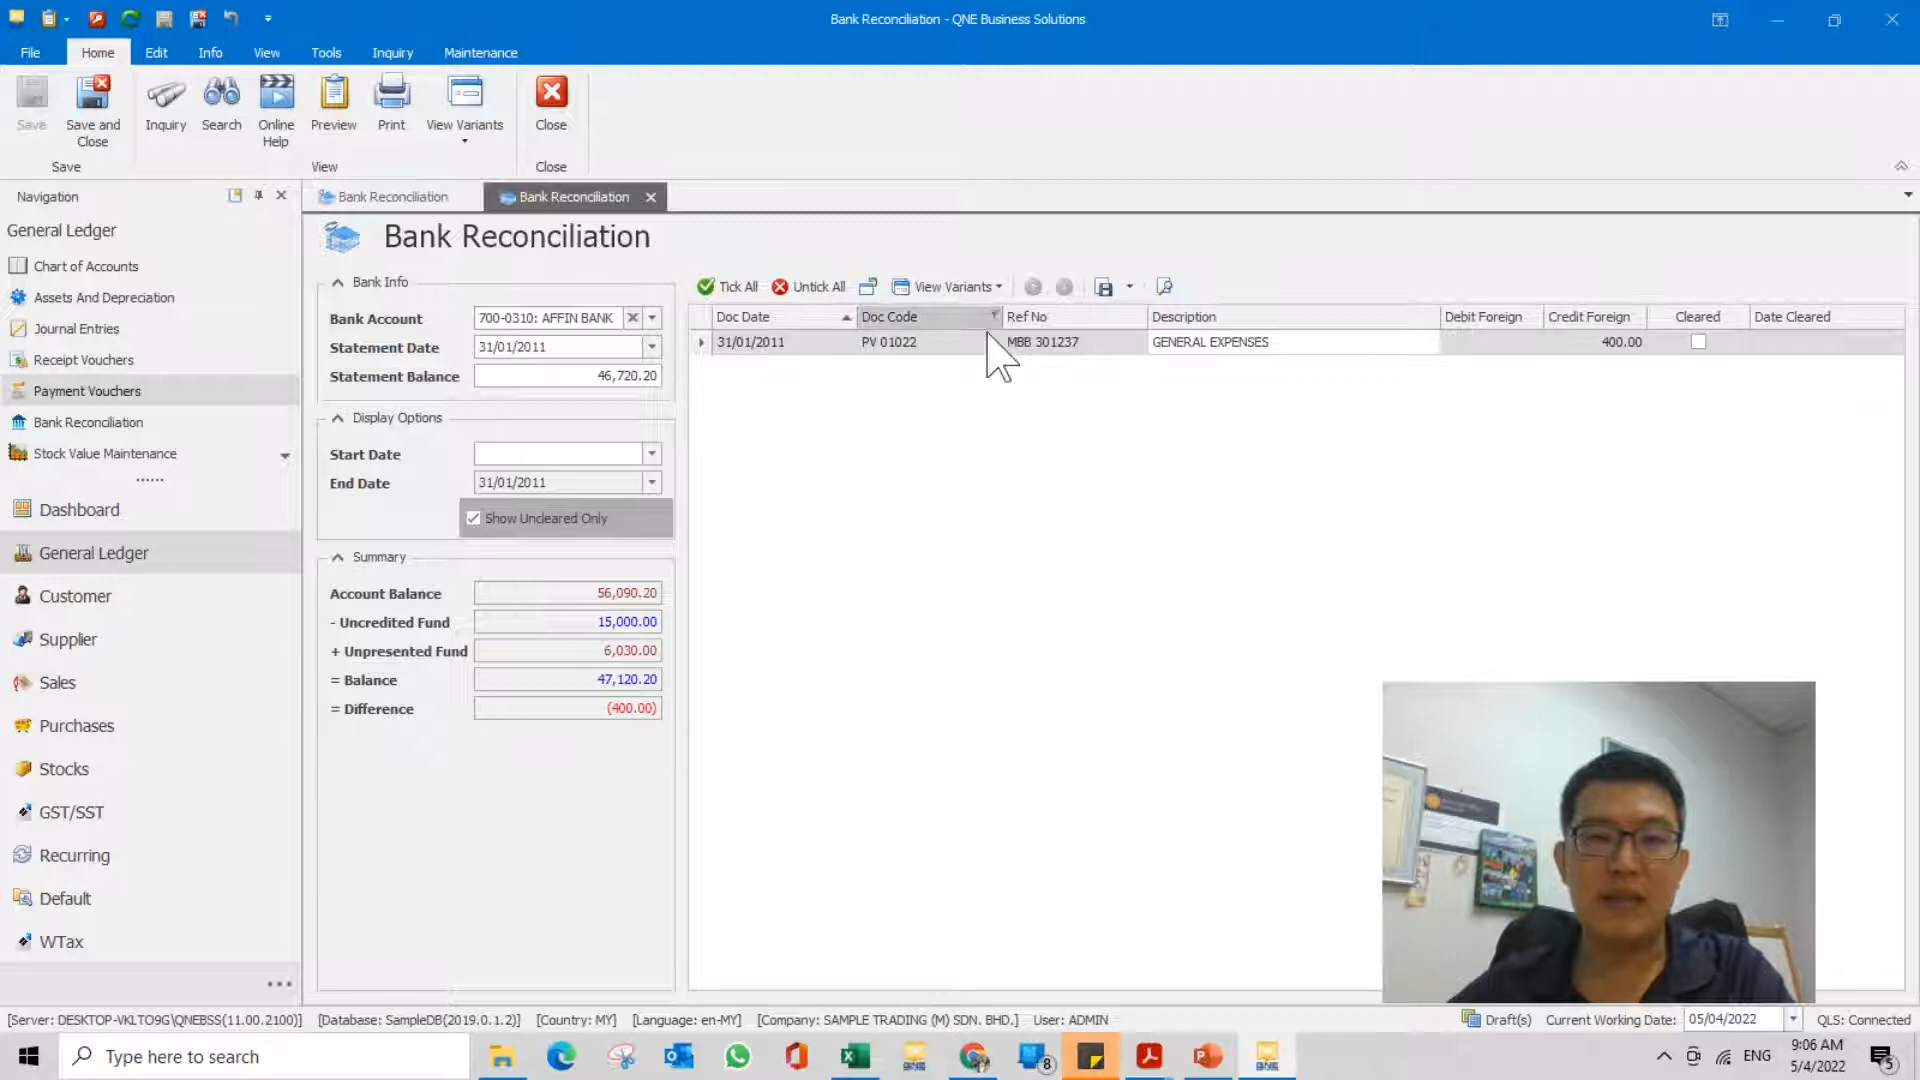 Bank Reconciliation - QNE Business Solutions
File Home Edit Info View Tools Inquiry Maintenance
Save Save and Close Inquiry Search Online Help Preview Print View Variants Close
Save View Close
Navigation
General Ledger
Chart of Accounts
Assets And Depreciation
Journal Entries
Receipt Vouchers
Payment Vouchers
Bank Reconciliation
Stock Value Maintenance
Dashboard
General Ledger
Customer
Supplier
Sales
Purchases
Stocks
GST/SST
Recurring
Default
WTax
Bank Reconciliation Bank Reconciliation
Bank Reconciliation
Bank Info
Bank Account 700-0310: AFFIN BANK
Statement Date 31/01/2011
Statement Balance 46,720.20
Display Options
Start Date
End Date 31/01/2011
Show Uncleared Only
Summary
Account Balance 56,090.20
- Uncredited Fund 15,000.00
+ Unpresented Fund 6,030.00
= Balance 47,120.20
= Difference (400.00)
Tick All Untick All View Variants
Doc Date Doc Code Ref No Description Debit Foreign Credit Foreign Cleared Date Cleared
31/01/2011 PV 01022 MBB 301237 GENERAL EXPENSES 400.00
[Server: DESKTOP-VKLTO9G\QNEBSS(11.00.2100)] [Database: SampleDB(2019.0.1.2)] [Country: MY] [Language: en-MY] [Company: SAMPLE TRADING (M) SDN. BHD.] User: ADMIN Draft(s) Current Working Date: 05/04/2022 QLS: Connected
Type here to search
8
ENG
9:06 AM
5/4/2022
5